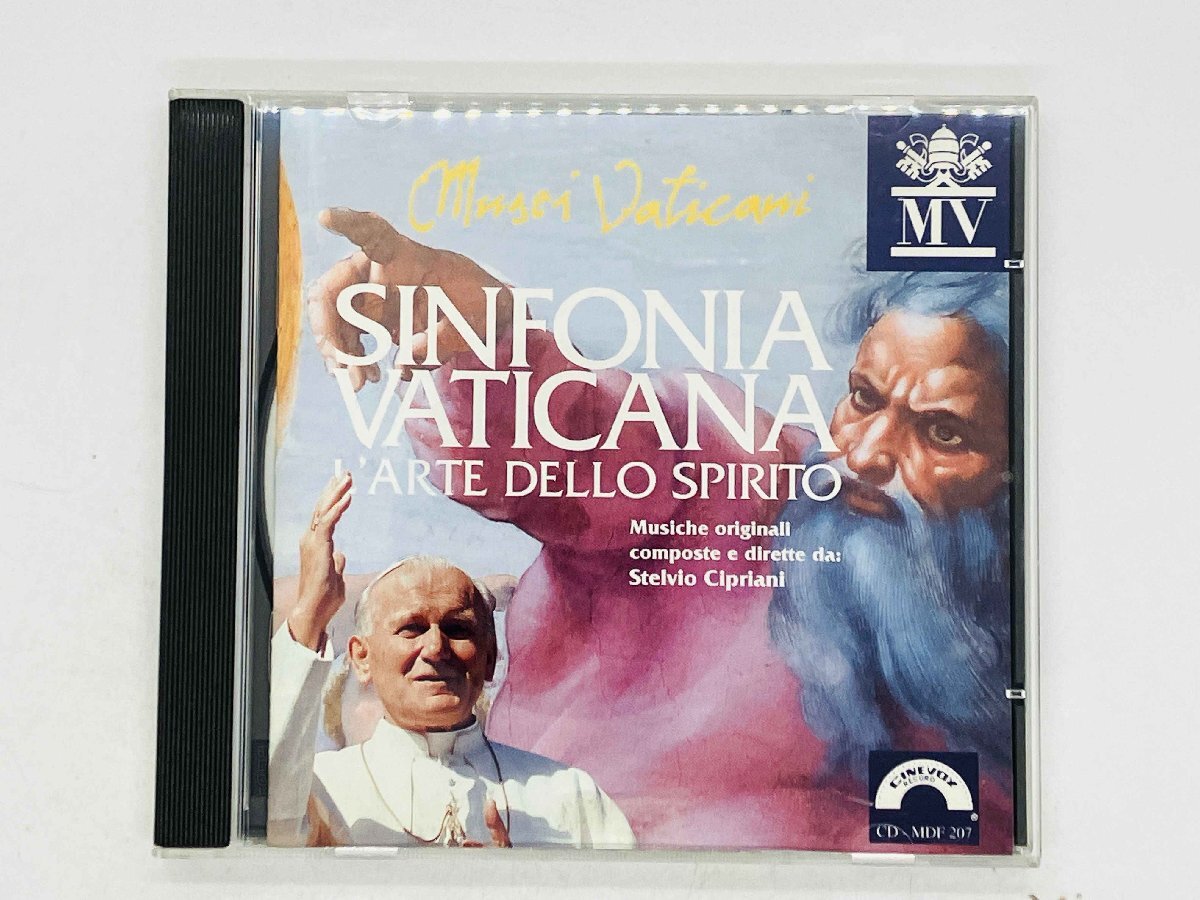 Musei Vaticani
MV
SINFONIA
VATICANA
L'ARTE DELLO SPIRITO
Musiche originali
composte e dirette da:
Stelvio Cipriani
CINEVOX
RECORD
®
CD - MDF 207